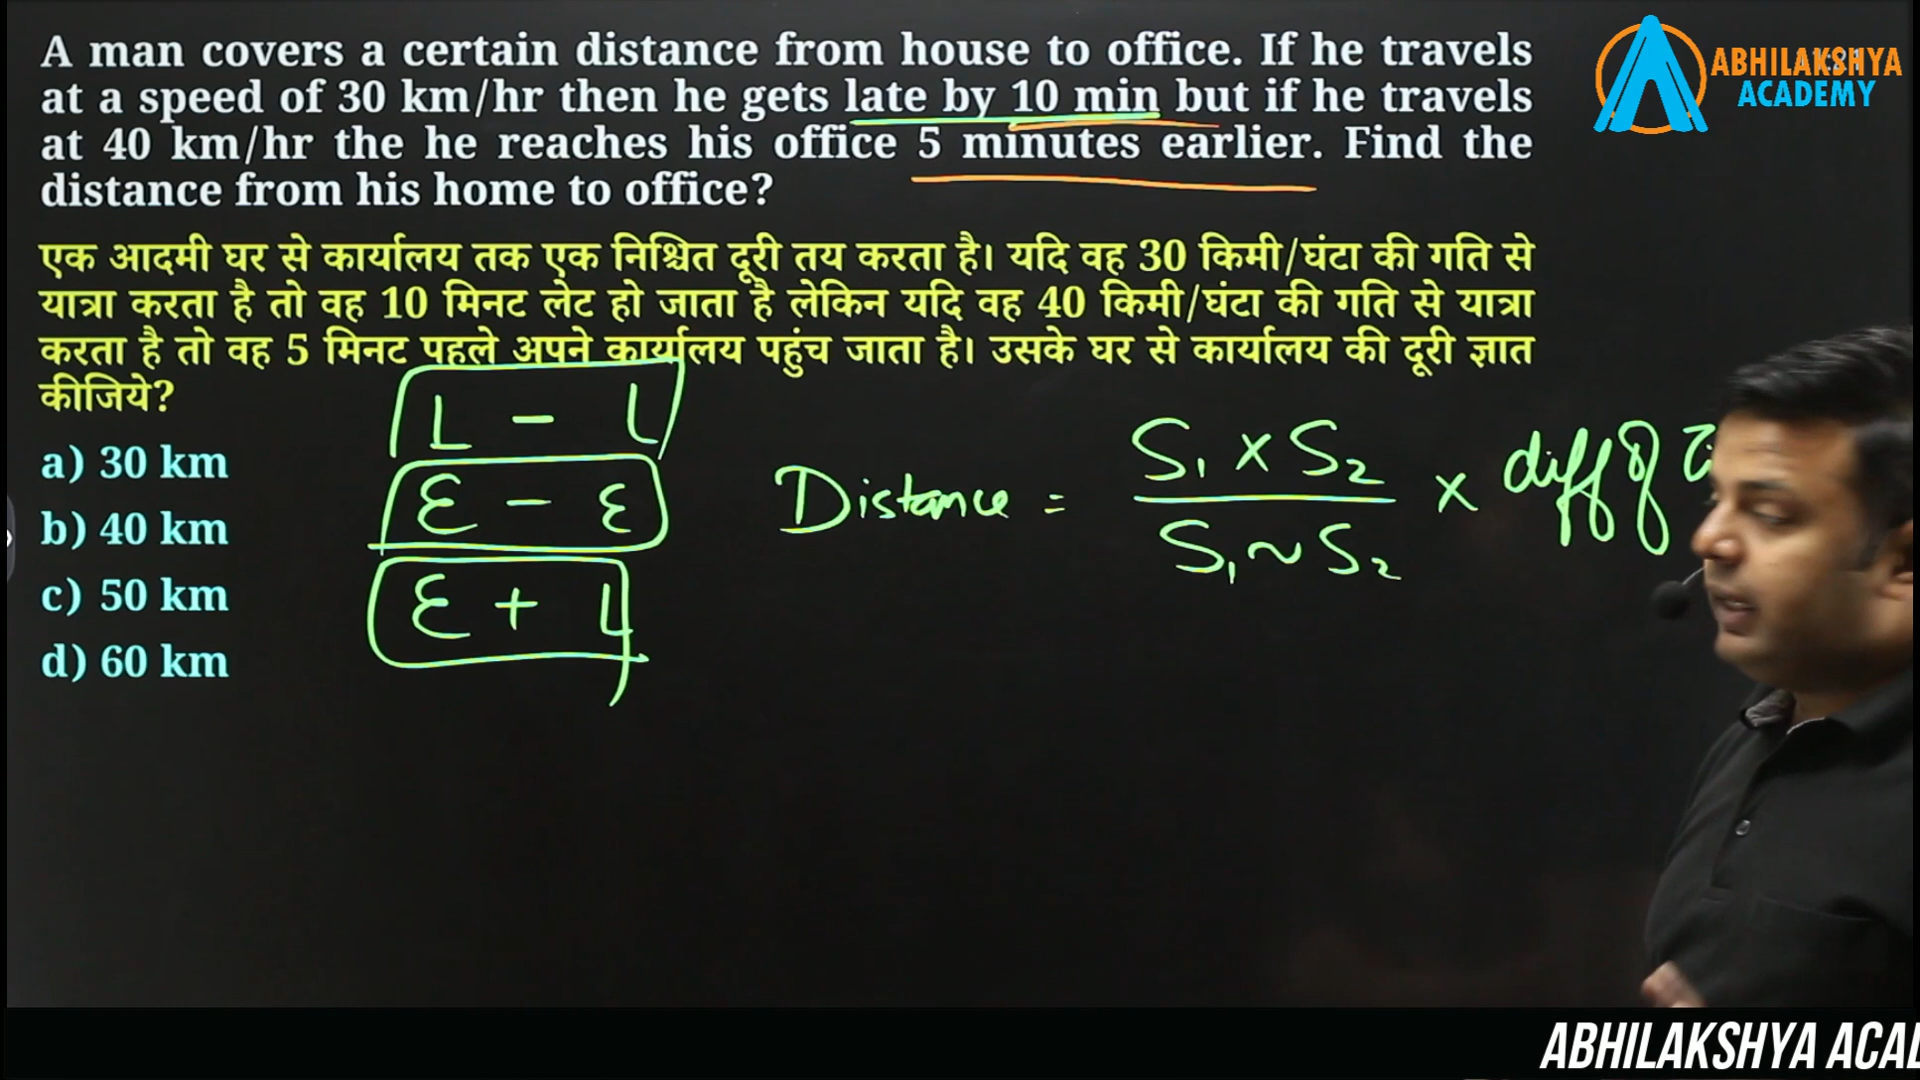 A man covers a certain distance from house to office. If he travels
at a speed of 30 km/hr then he gets late by 10 min but if he travels
at 40 km/hr the he reaches his office 5 minutes earlier. Find the
distance from his home to office?
एक आदमी घर से कार्यालय तक एक निश्चित दूरी तय करता है। यदि वह 30 किमी/घंटा की गति से
यात्रा करता है तो वह 10 मिनट लेट हो जाता है लेकिन यदि वह 40 किमी/घंटा की गति से यात्रा
करता है तो वह 5 मिनट पहले अपने कार्यालय पहुंच जाता है। उसके घर से कार्यालय की दूरी ज्ञात
कीजिये?
a) 30 km
b) 40 km
c) 50 km
d) 60 km
L - L
E - E
E + L
Distance = S₁ × S₂ / S₁ ~ S₂ × diff of
ABHILAKSHYA
ACADEMY
ABHILAKSHYA ACAD